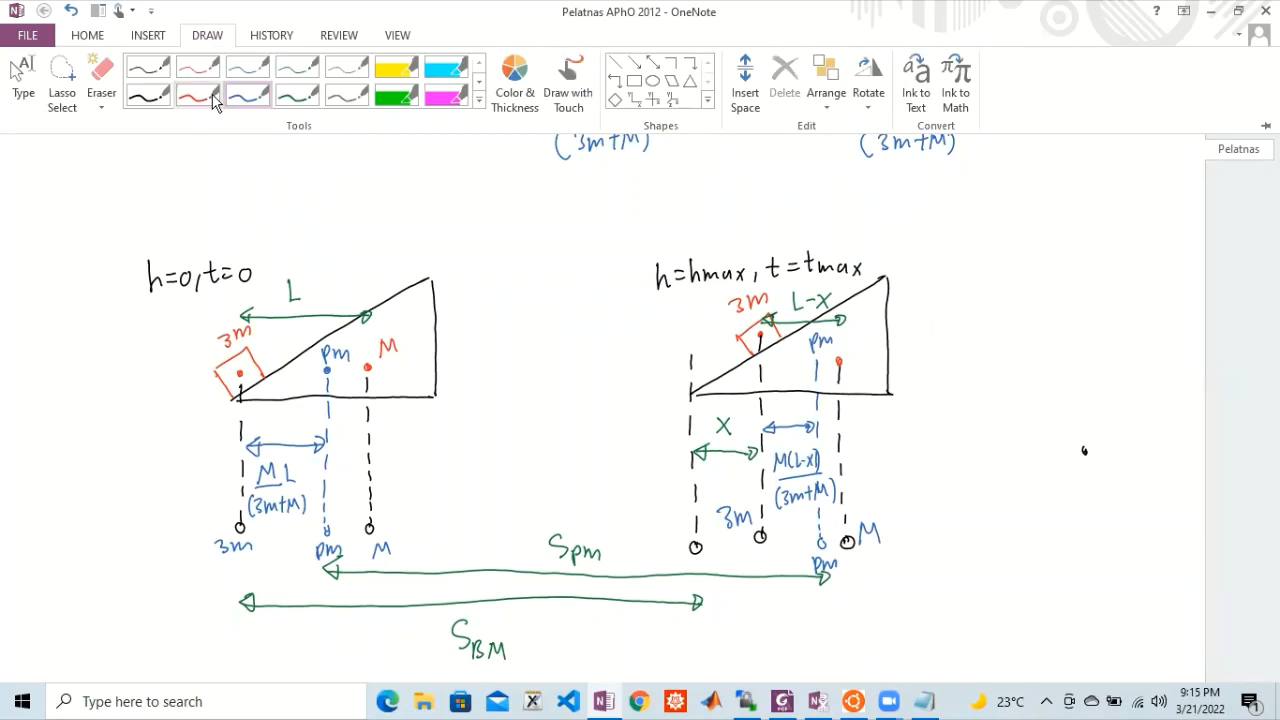 Pelatnas APhO 2012 - OneNote
FILE HOME INSERT DRAW HISTORY REVIEW VIEW
Type
Lasso Select
Eraser
Color & Thickness
Draw with Touch
Insert Space
Delete
Arrange
Rotate
Ink to Text
Ink to Math
Tools
Shapes
Edit
Convert
Pelatnas
(3m+M) (3m+M)
h=0, t=0
L
3m
pm
M
M L
(3m+M)
3m
pm
M
h=hmax, t=tmax
3m
L-x
pm
x
M(L-x)
(3m+M)
3m
M
pm
Spm
SBM
Type here to search
23°C
9:15 PM
3/21/2022